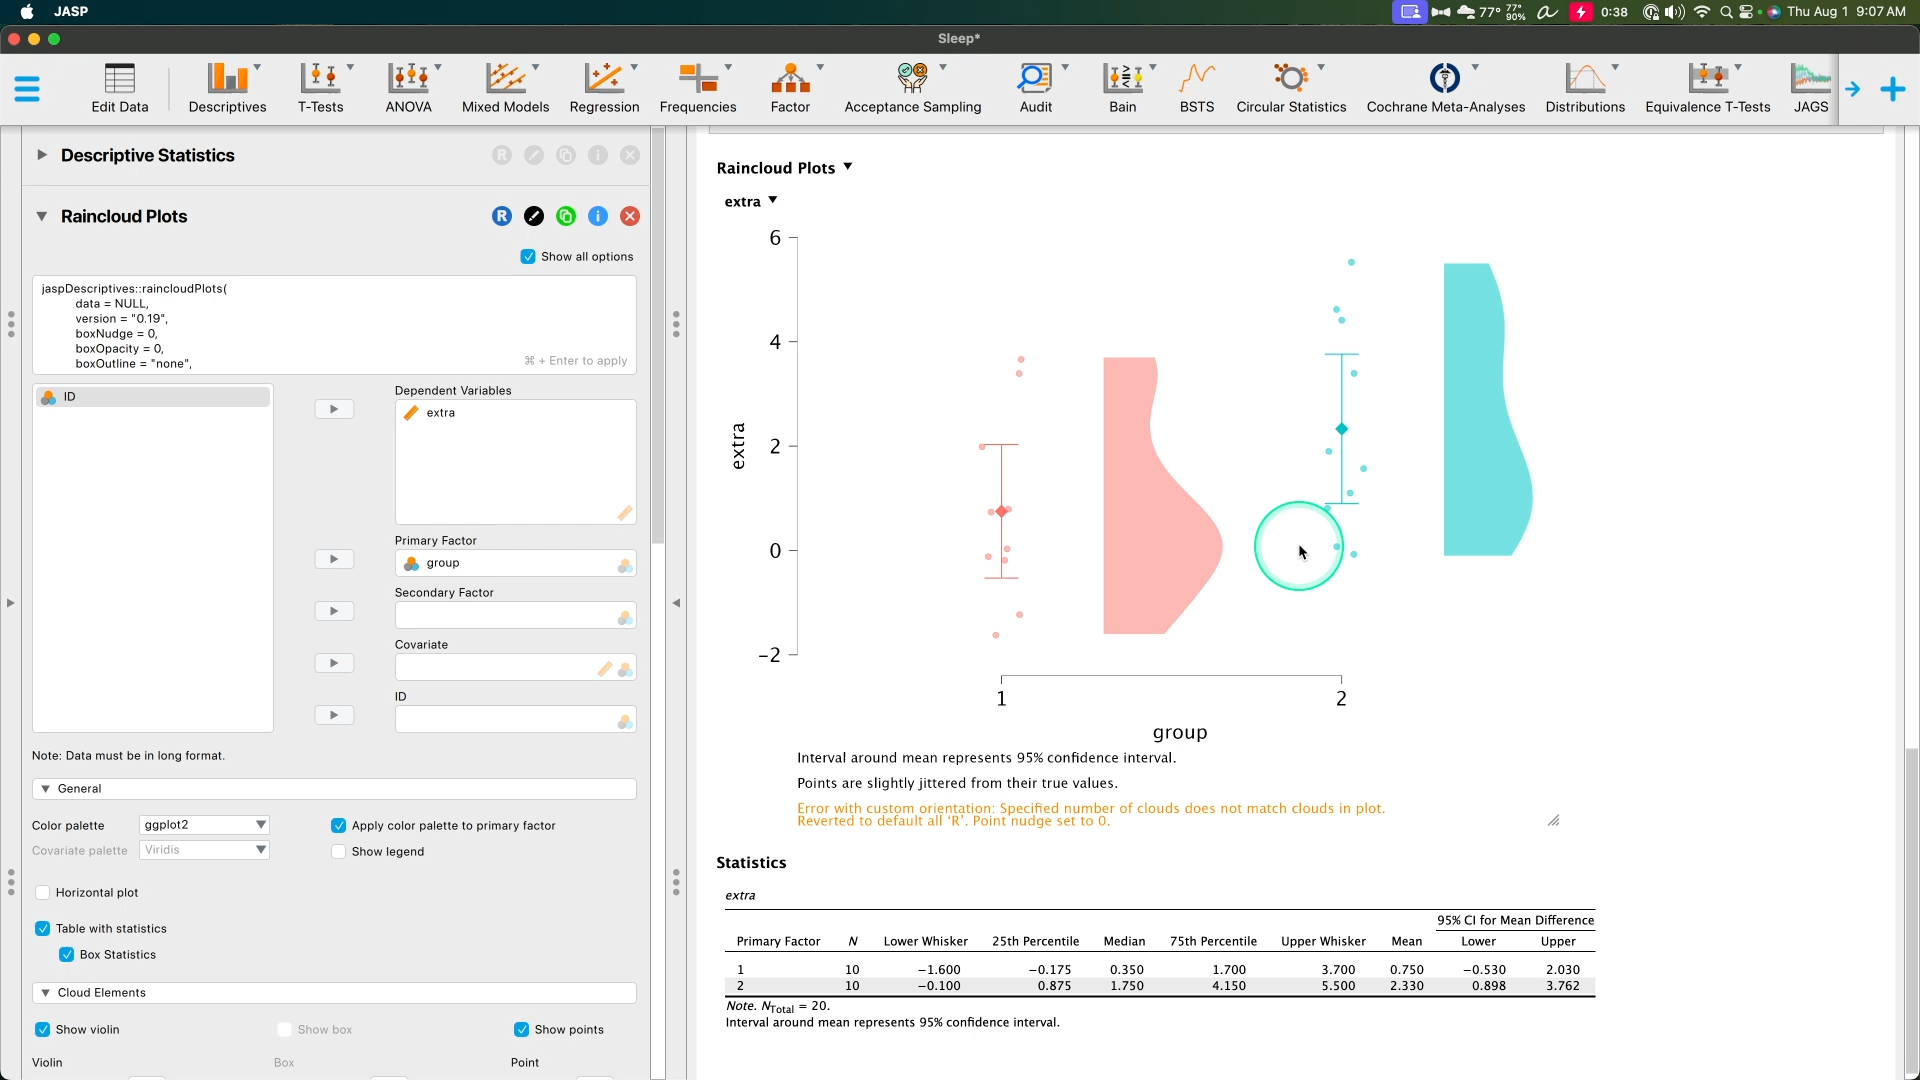 JASP
77°
77°
90%
0:38
Thu Aug 1 9:07 AM
Sleep*
Edit Data
Descriptives
T-Tests
ANOVA
Mixed Models
Regression
Frequencies
Factor
Acceptance Sampling
Audit
Bain
BSTS
Circular Statistics
Cochrane Meta-Analyses
Distributions
Equivalence T-Tests
JAGS
Descriptive Statistics
Raincloud Plots
R
Show all options
jaspDescriptives::raincloudPlots(
data = NULL,
version = "0.19",
boxNudge = 0,
boxOpacity = 0,
boxOutline = "none",
⌘ + Enter to apply
ID
Dependent Variables
extra
Primary Factor
group
Secondary Factor
Covariate
ID
Note: Data must be in long format.
General
Color palette
ggplot2
Apply color palette to primary factor
Covariate palette
Viridis
Show legend
Horizontal plot
Table with statistics
Box Statistics
Cloud Elements
Show violin
Show box
Show points
Violin
Box
Point
Raincloud Plots
extra
6
4
2
0
−2
extra
1
2
group
Interval around mean represents 95% confidence interval.
Points are slightly jittered from their true values.
Error with custom orientation: Specified number of clouds does not match clouds in plot.
Reverted to default all ‘R’. Point nudge set to 0.
Statistics
extra
95% CI for Mean Difference
Primary Factor N Lower Whisker 25th Percentile Median 75th Percentile Upper Whisker Mean Lower Upper
1 10 −1.600 −0.175 0.350 1.700 3.700 0.750 −0.530 2.030
2 10 −0.100 0.875 1.750 4.150 5.500 2.330 0.898 3.762
Note. NTotal = 20.
Interval around mean represents 95% confidence interval.